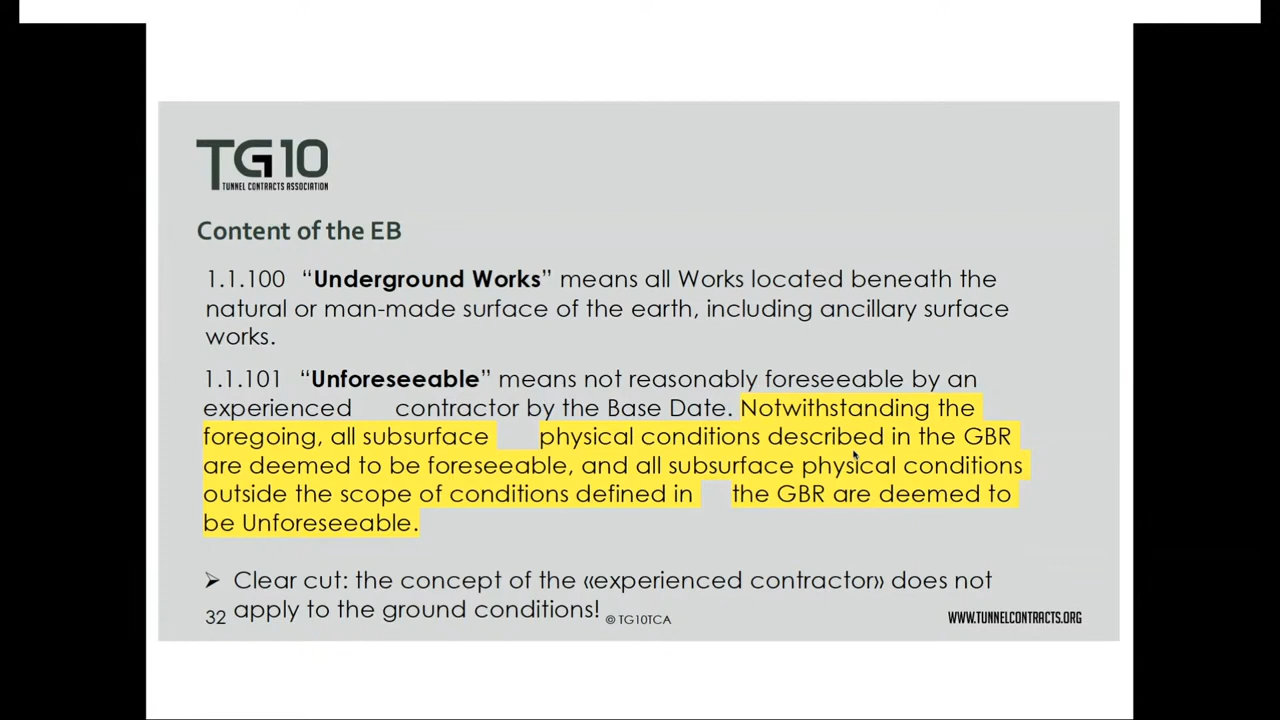 TG10
TUNNEL CONTRACTS ASSOCIATION
Content of the EB
1.1.100 “Underground Works” means all Works located beneath the
natural or man-made surface of the earth, including ancillary surface
works.
1.1.101 “Unforeseeable” means not reasonably foreseeable by an
experienced contractor by the Base Date. Notwithstanding the
foregoing, all subsurface physical conditions described in the GBR
are deemed to be foreseeable, and all subsurface physical conditions
outside the scope of conditions defined in the GBR are deemed to
be Unforeseeable.
➢ Clear cut: the concept of the «experienced contractor» does not
apply to the ground conditions!
32
© TG10TCA
WWW.TUNNELCONTRACTS.ORG